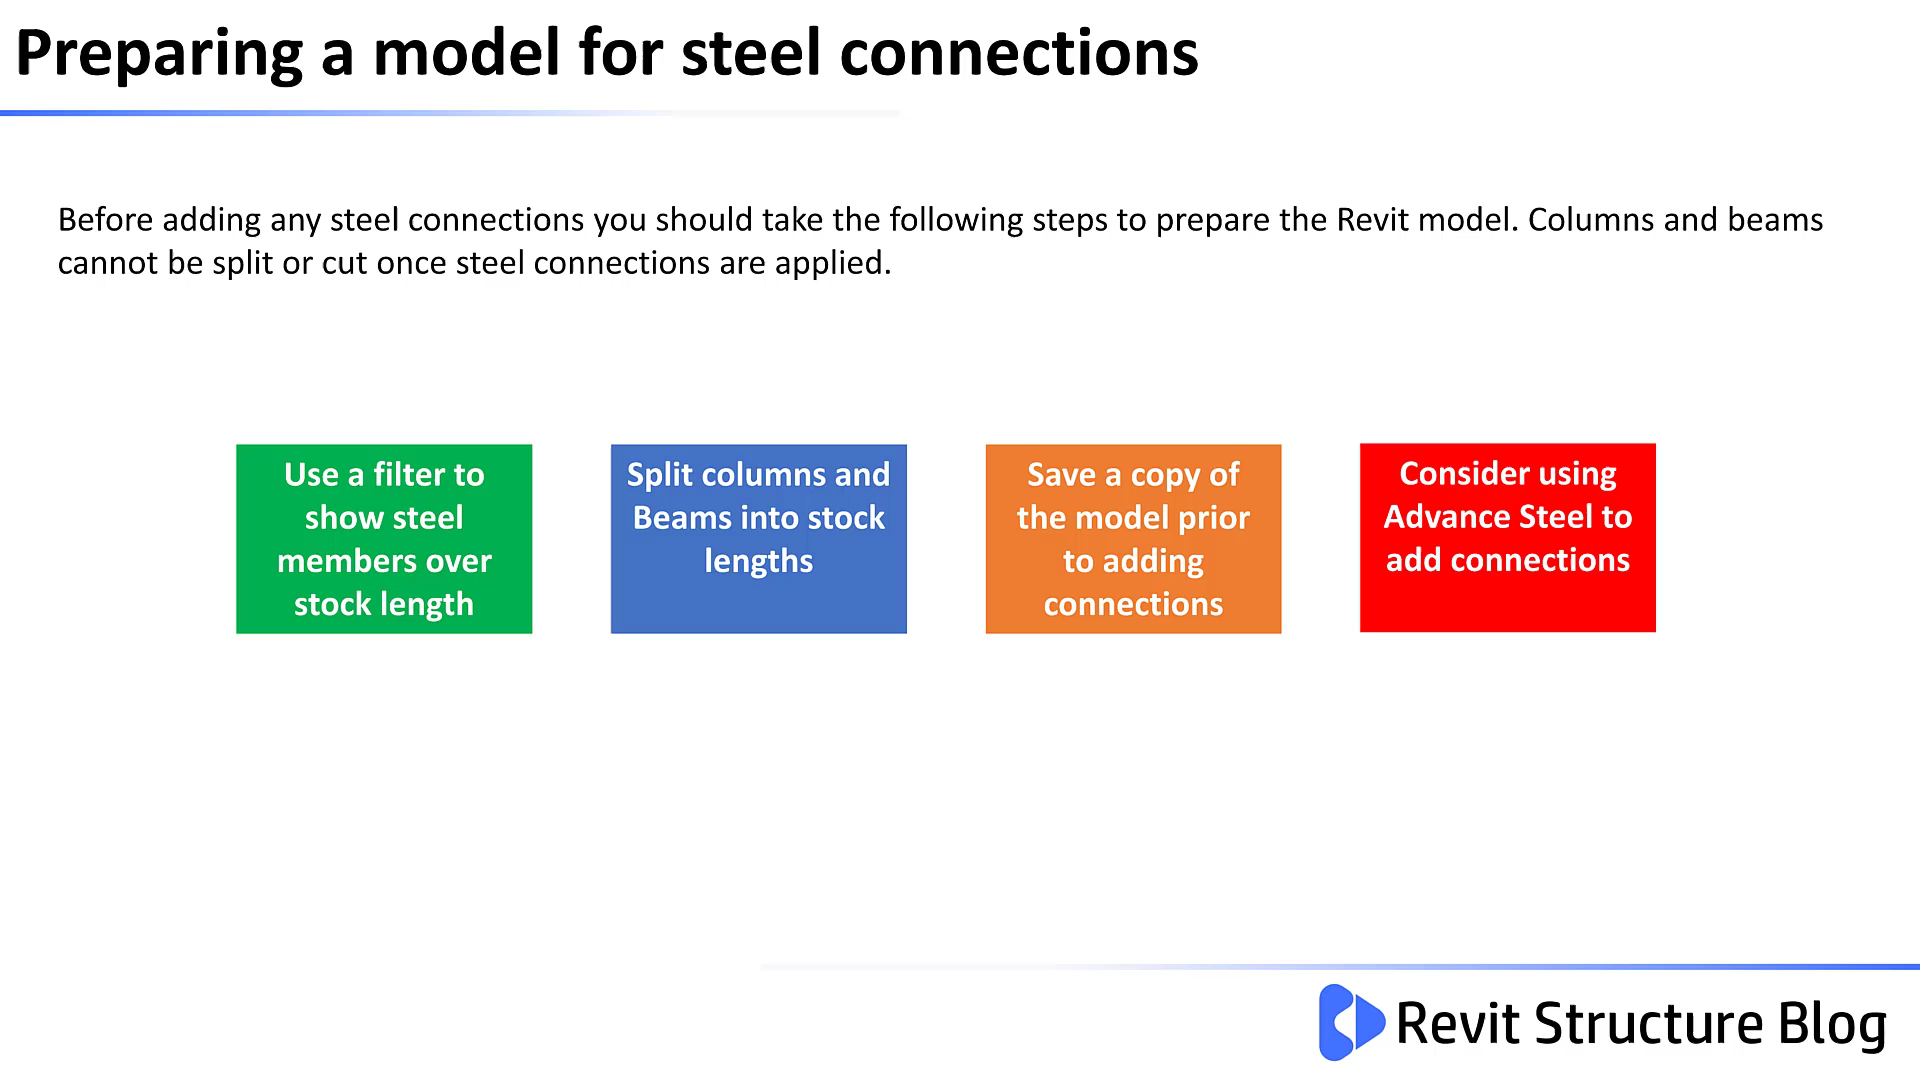 Preparing a model for steel connections
Before adding any steel connections you should take the following steps to prepare the Revit model. Columns and beams
cannot be split or cut once steel connections are applied.
Use a filter to
show steel
members over
stock length
Split columns and
Beams into stock
lengths
Save a copy of
the model prior
to adding
connections
Consider using
Advance Steel to
add connections
Revit Structure Blog